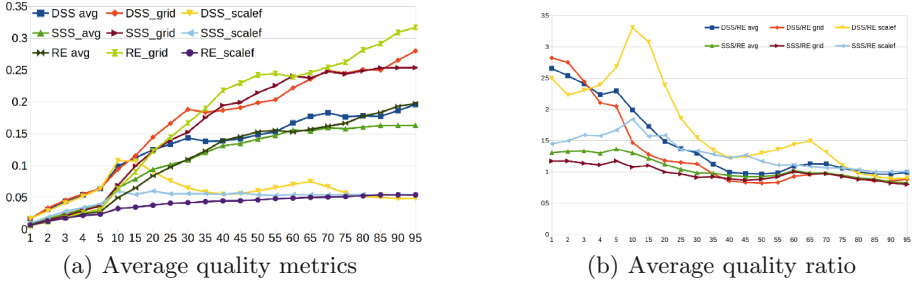 0.35
0.3
0.25
0.2
0.15
0.1
0.05
0
DSS avg DSS_grid DSS_scalef
SSS_avg SSS_grid SSS_scalef
RE avg RE_grid RE_scalef
1 2 3 4 5 10 15 20 25 30 35 40 45 50 55 60 65 70 75 80 85 90 95
(a) Average quality metrics
3.5
3
2.5
2
1.5
1
0.5
0
DSS/RE avg DSS/RE grid DSS/RE scalef
SSS/RE avg SSS/RE grid SSS/RE scalef
1 2 3 4 5 10 15 20 25 30 35 40 45 50 55 60 65 70 75 80 85 90 95
(b) Average quality ratio